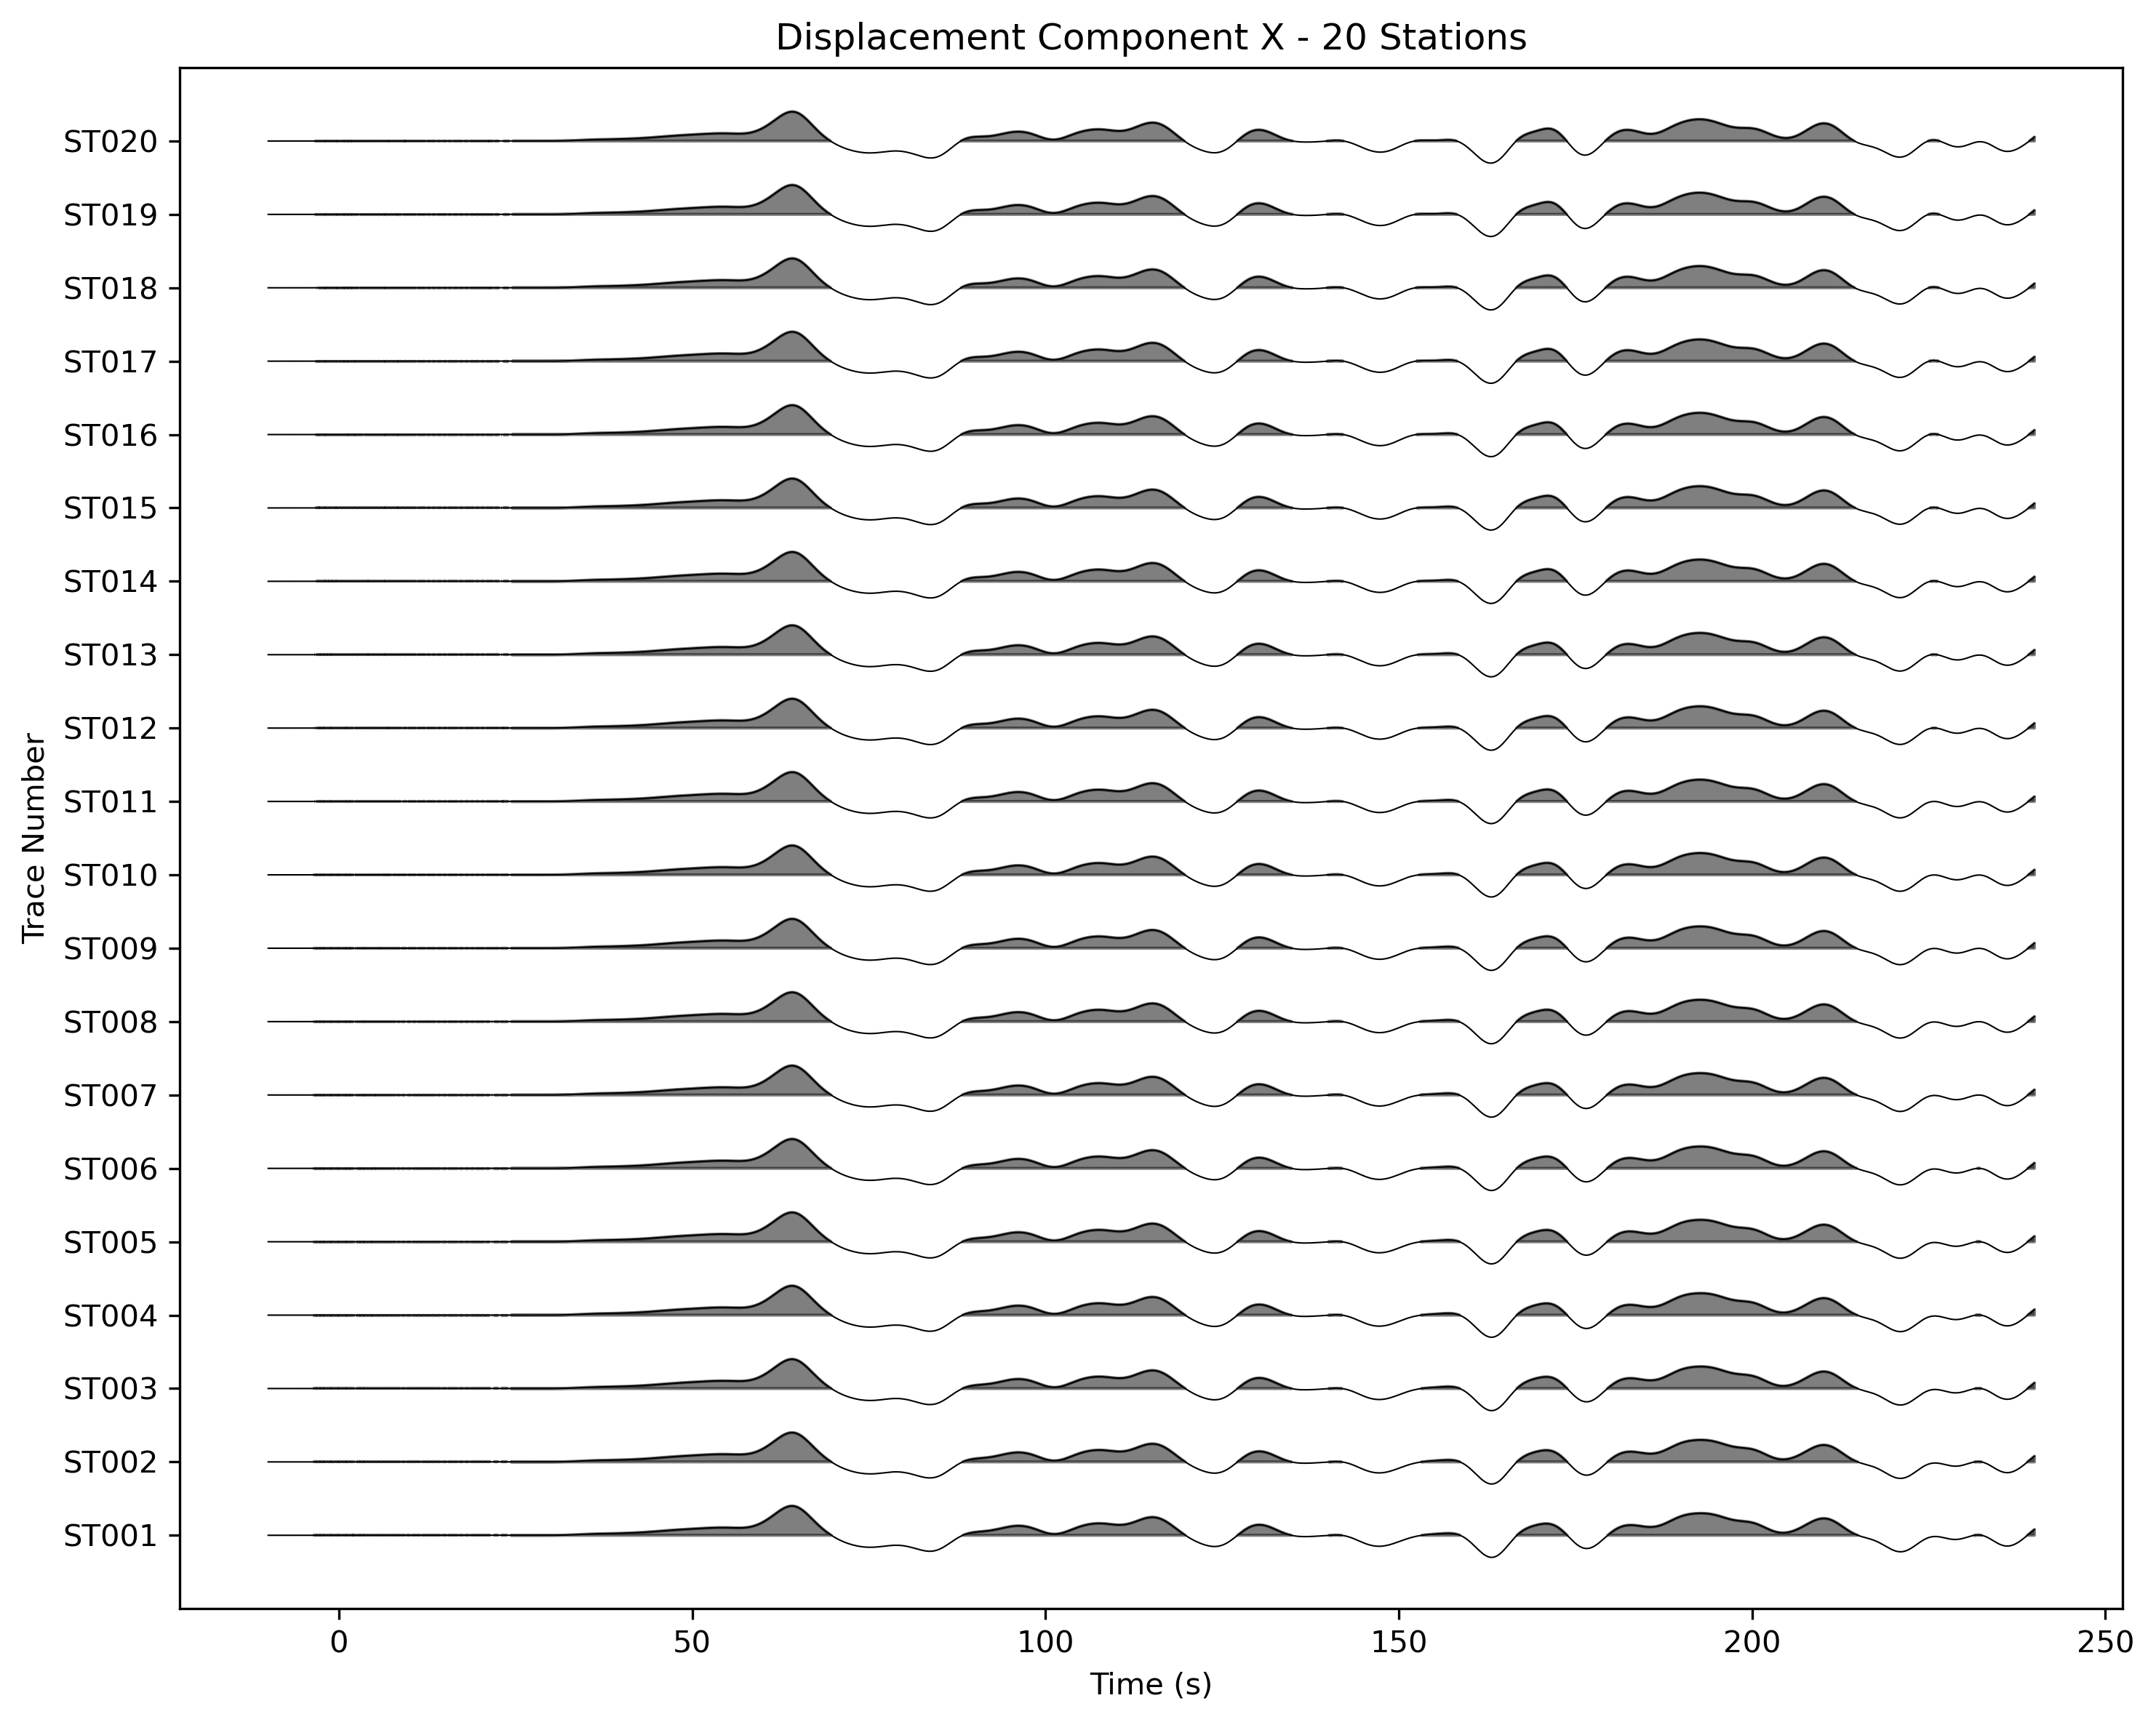 Displacement Component X - 20 Stations
ST020
ST019
ST018
ST017
ST016
ST015
ST014
ST013
ST012
ST011
ST010
ST009
ST008
ST007
ST006
ST005
ST004
ST003
ST002
ST001
Trace Number
0 50 100 150 200 250
Time (s)